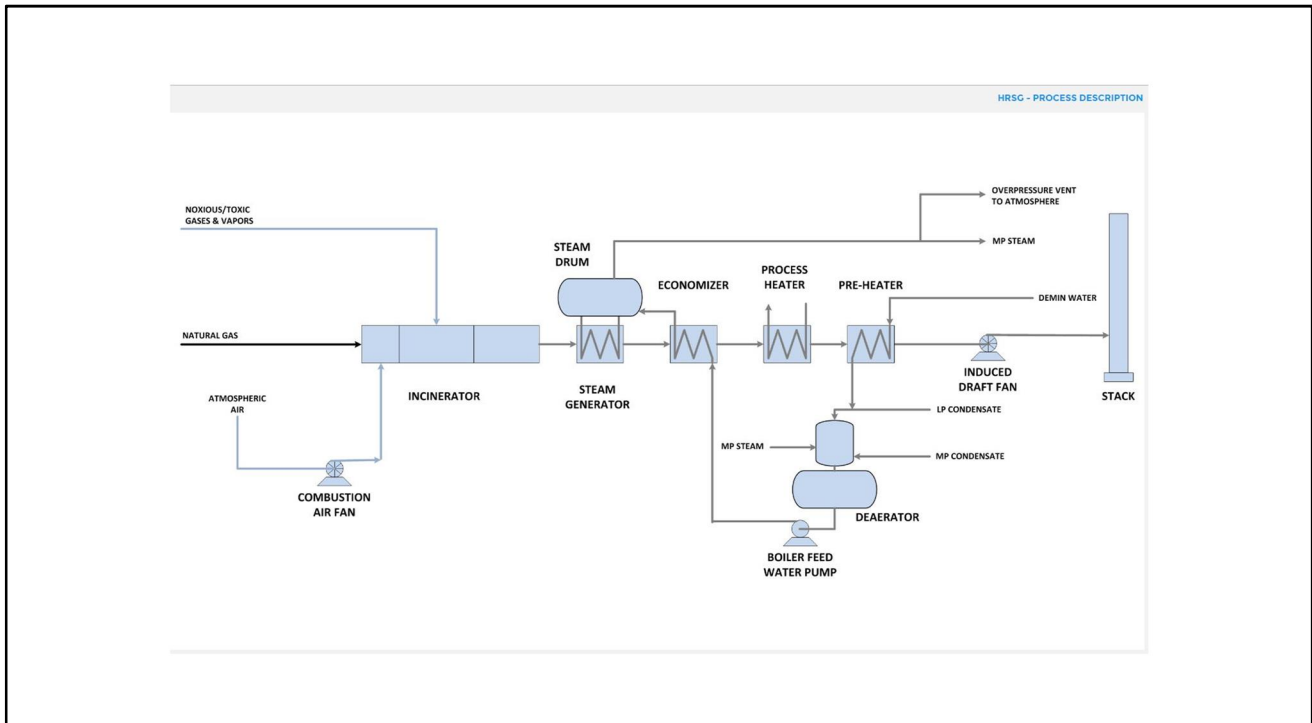 HRSG - PROCESS DESCRIPTION
OVERPRESSURE VENT
TO ATMOSPHERE
NOXIOUS/TOXIC
GASES & VAPORS
MP STEAM
STEAM
DRUM
ECONOMIZER
PROCESS
HEATER
PRE-HEATER
DEMIN WATER
NATURAL GAS
INCINERATOR
STEAM
GENERATOR
INDUCED
DRAFT FAN
STACK
ATMOSPHERIC
AIR
LP CONDENSATE
MP STEAM
MP CONDENSATE
COMBUSTION
AIR FAN
DEAERATOR
BOILER FEED
WATER PUMP